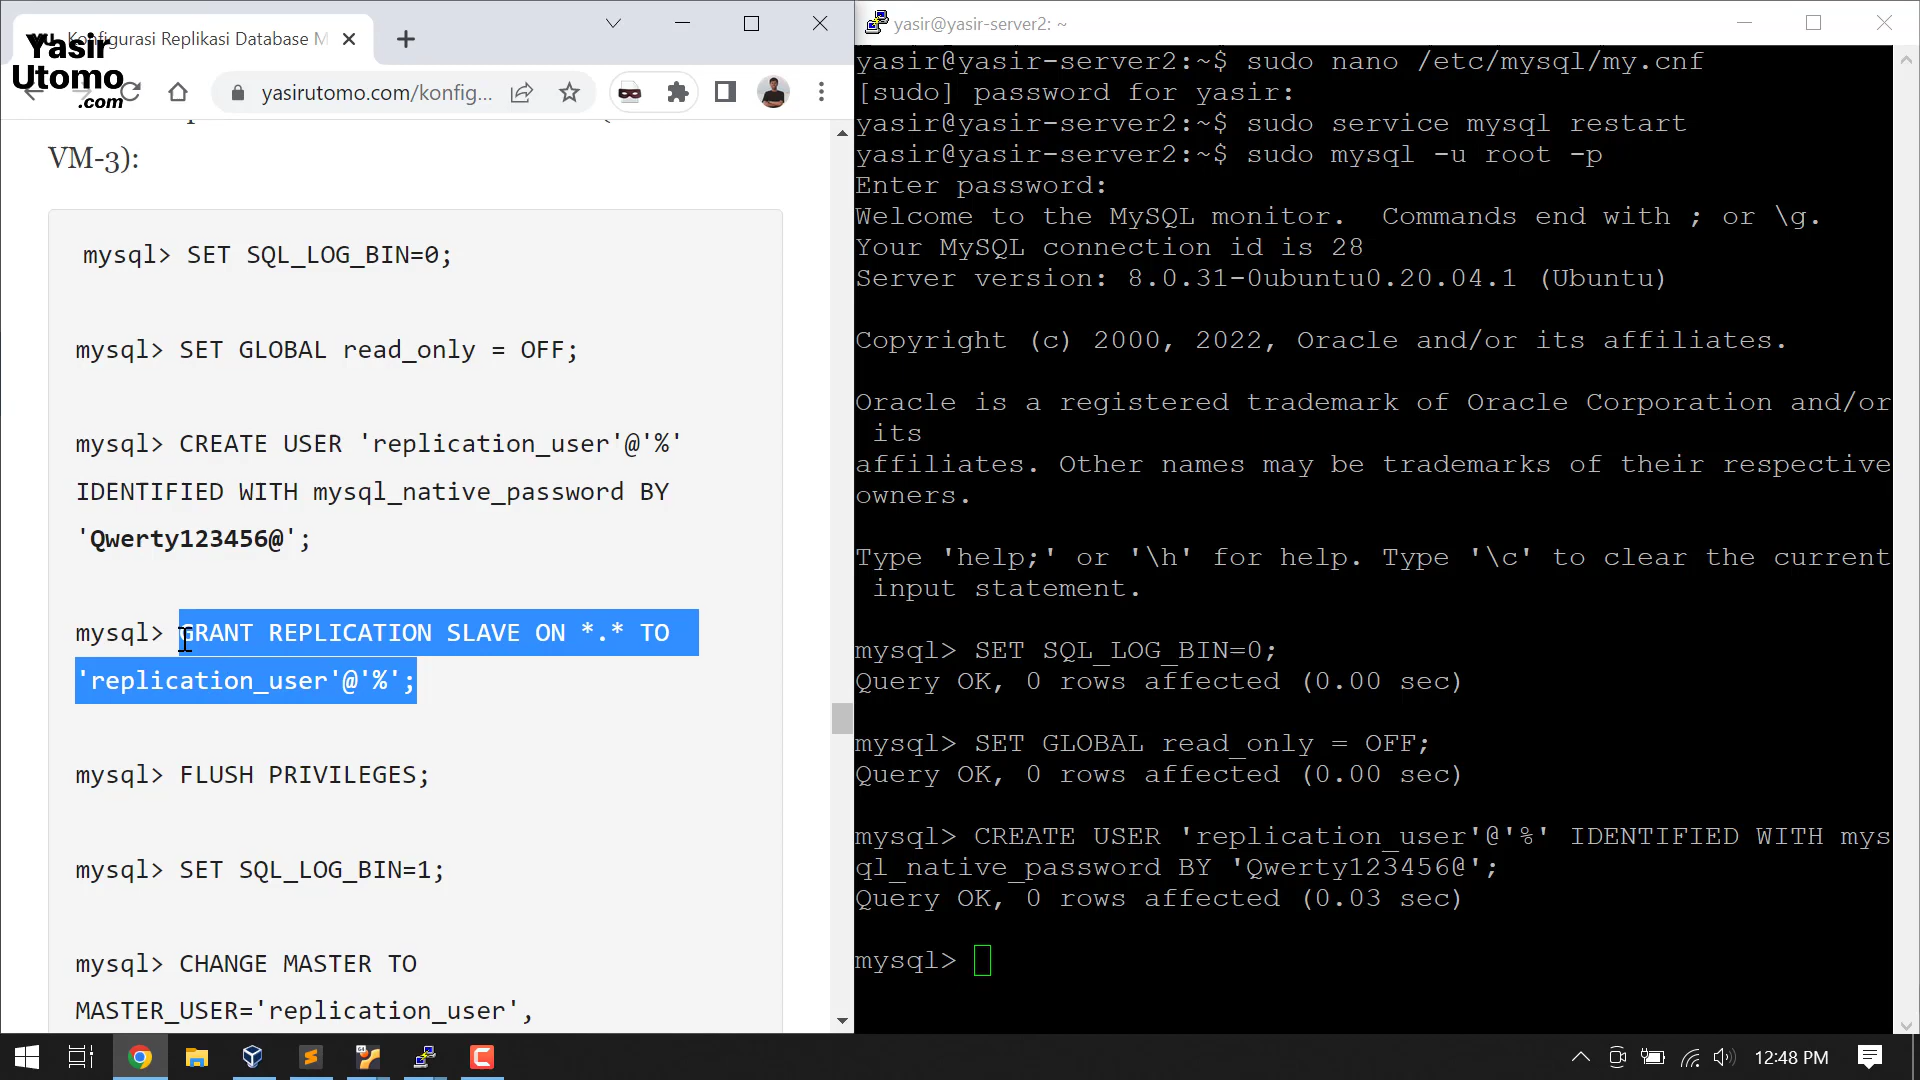 Konfigurasi Replikasi Database M
Yasir
Utomo
.com
yasirutomo.com/konfig...
VM-3):
mysql> SET SQL_LOG_BIN=0;
mysql> SET GLOBAL read_only = OFF;
mysql> CREATE USER 'replication_user'@'%'
IDENTIFIED WITH mysql_native_password BY
'Qwerty123456@';
mysql> GRANT REPLICATION SLAVE ON *.* TO
'replication_user'@'%';
mysql> FLUSH PRIVILEGES;
mysql> SET SQL_LOG_BIN=1;
mysql> CHANGE MASTER TO
MASTER_USER='replication_user',
yasir@yasir-server2: ~
yasir@yasir-server2:~$ sudo nano /etc/mysql/my.cnf
[sudo] password for yasir:
yasir@yasir-server2:~$ sudo service mysql restart
yasir@yasir-server2:~$ sudo mysql -u root -p
Enter password:
Welcome to the MySQL monitor.  Commands end with ; or \g.
Your MySQL connection id is 28
Server version: 8.0.31-0ubuntu0.20.04.1 (Ubuntu)
Copyright (c) 2000, 2022, Oracle and/or its affiliates.
Oracle is a registered trademark of Oracle Corporation and/or
its
affiliates. Other names may be trademarks of their respective
owners.
Type 'help;' or '\h' for help. Type '\c' to clear the current
input statement.
mysql> SET SQL_LOG_BIN=0;
Query OK, 0 rows affected (0.00 sec)
mysql> SET GLOBAL read_only = OFF;
Query OK, 0 rows affected (0.00 sec)
mysql> CREATE USER 'replication_user'@'%' IDENTIFIED WITH mys
ql_native_password BY 'Qwerty123456@';
Query OK, 0 rows affected (0.03 sec)
mysql>
12:48 PM